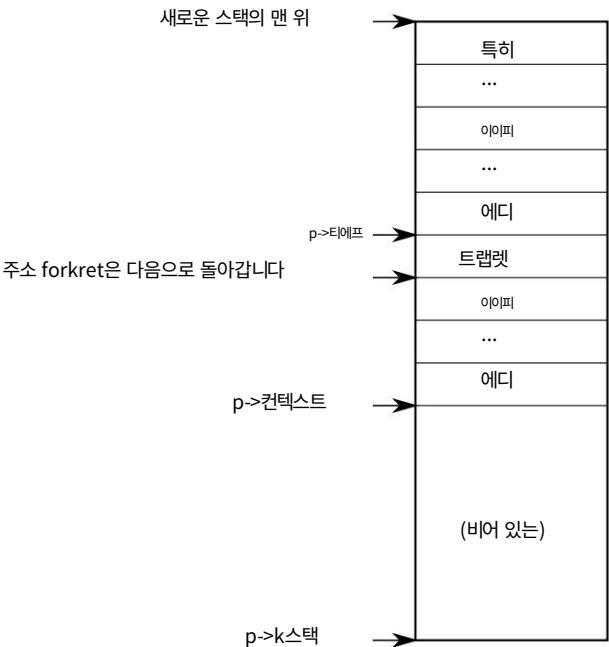 새로운 스택의 맨 위
특히
...
이이피
...
에디
p->티에프
트랩렛
주소 forkret은 다음으로 돌아갑니다
이이피
...
에디
p->컨텍스트
(비어 있는)
p->k스택